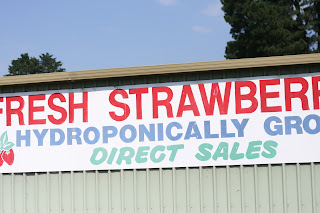 FRESH STRAWBERR
HYDROPONICALLY GRO
DIRECT SALES